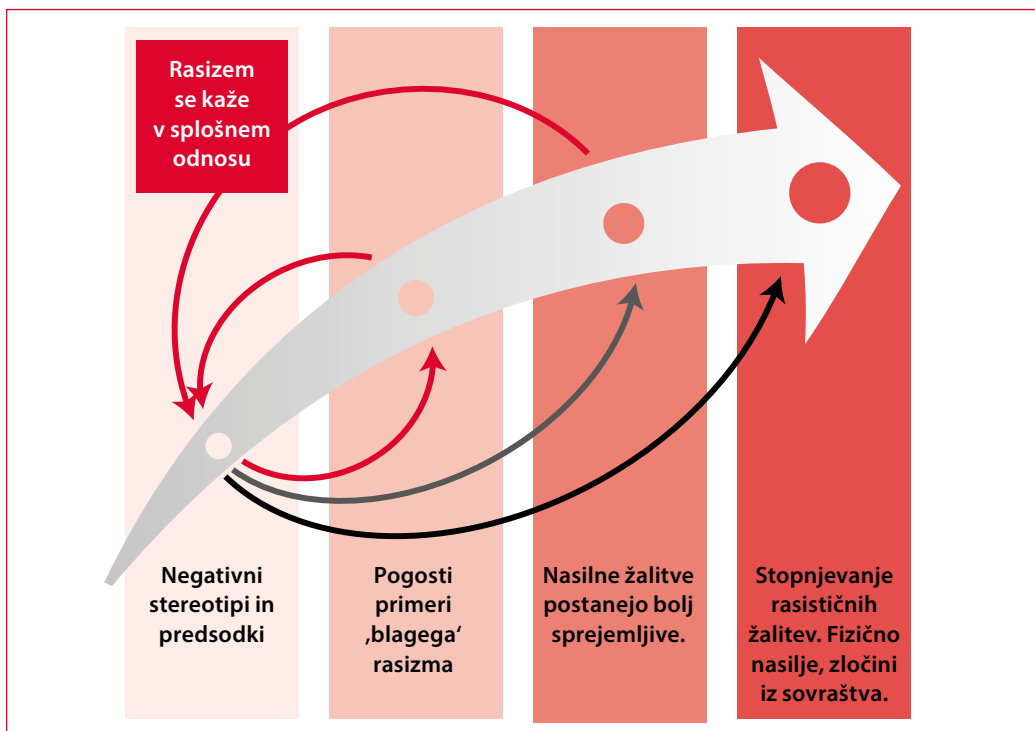 Rasizem
se kaže
v splošnem
odnosu
Negativni
stereotipi in
predsodki
Pogosti
primeri
‚blagega‘
rasizma
Nasilne žalitve
postanejo bolj
sprejemljive.
Stopnjevanje
rasističnih
žalitev. Fizično
nasilje, zločini
iz sovraštva.